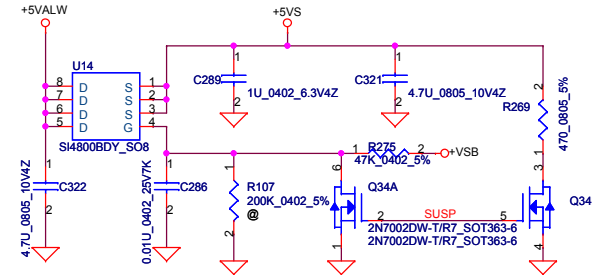 +5VALW
+5VS
U14
8 D S 1
7 D S 2
6 D S 3
5 D G 4
SI4800BDY_SO8
1
C289
1U_0402_6.3V4Z
2
1
C321
4.7U_0805_10V4Z
2
2
R269
470_0805_5%
1
1
C322
4.7U_0805_10V4Z
2
1
C286
0.01U_0402_25V7K
2
1
R107
200K_0402_5%
@
2
1
R275
2
47K_0402_5%
+VSB
6
Q34A
2
1
SUSP
3
Q34
5
4
2N7002DW-T/R7_SOT363-6
2N7002DW-T/R7_SOT363-6